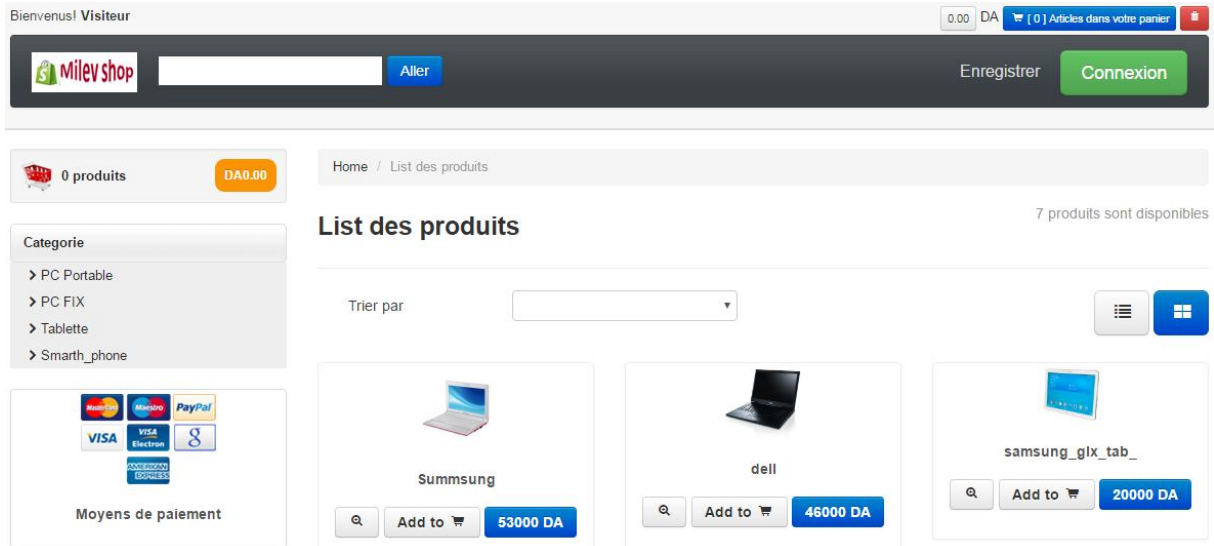 Bienvenus! Visiteur
0.00 DA [ 0 ] Articles dans votre panier
Milev shop
Aller
Enregistrer
Connexion
0 produits
DA0.00
Categorie
PC Portable
PC FIX
Tablette
Smarth_phone
MasterCard Maestro PayPal
VISA VISA Electron g
AMERICAN EXPRESS
Moyens de paiement
Home / List des produits
List des produits
7 produits sont disponibles
Trier par
Summsung
Add to
53000 DA
dell
Add to
46000 DA
samsung_glx_tab_
Add to
20000 DA